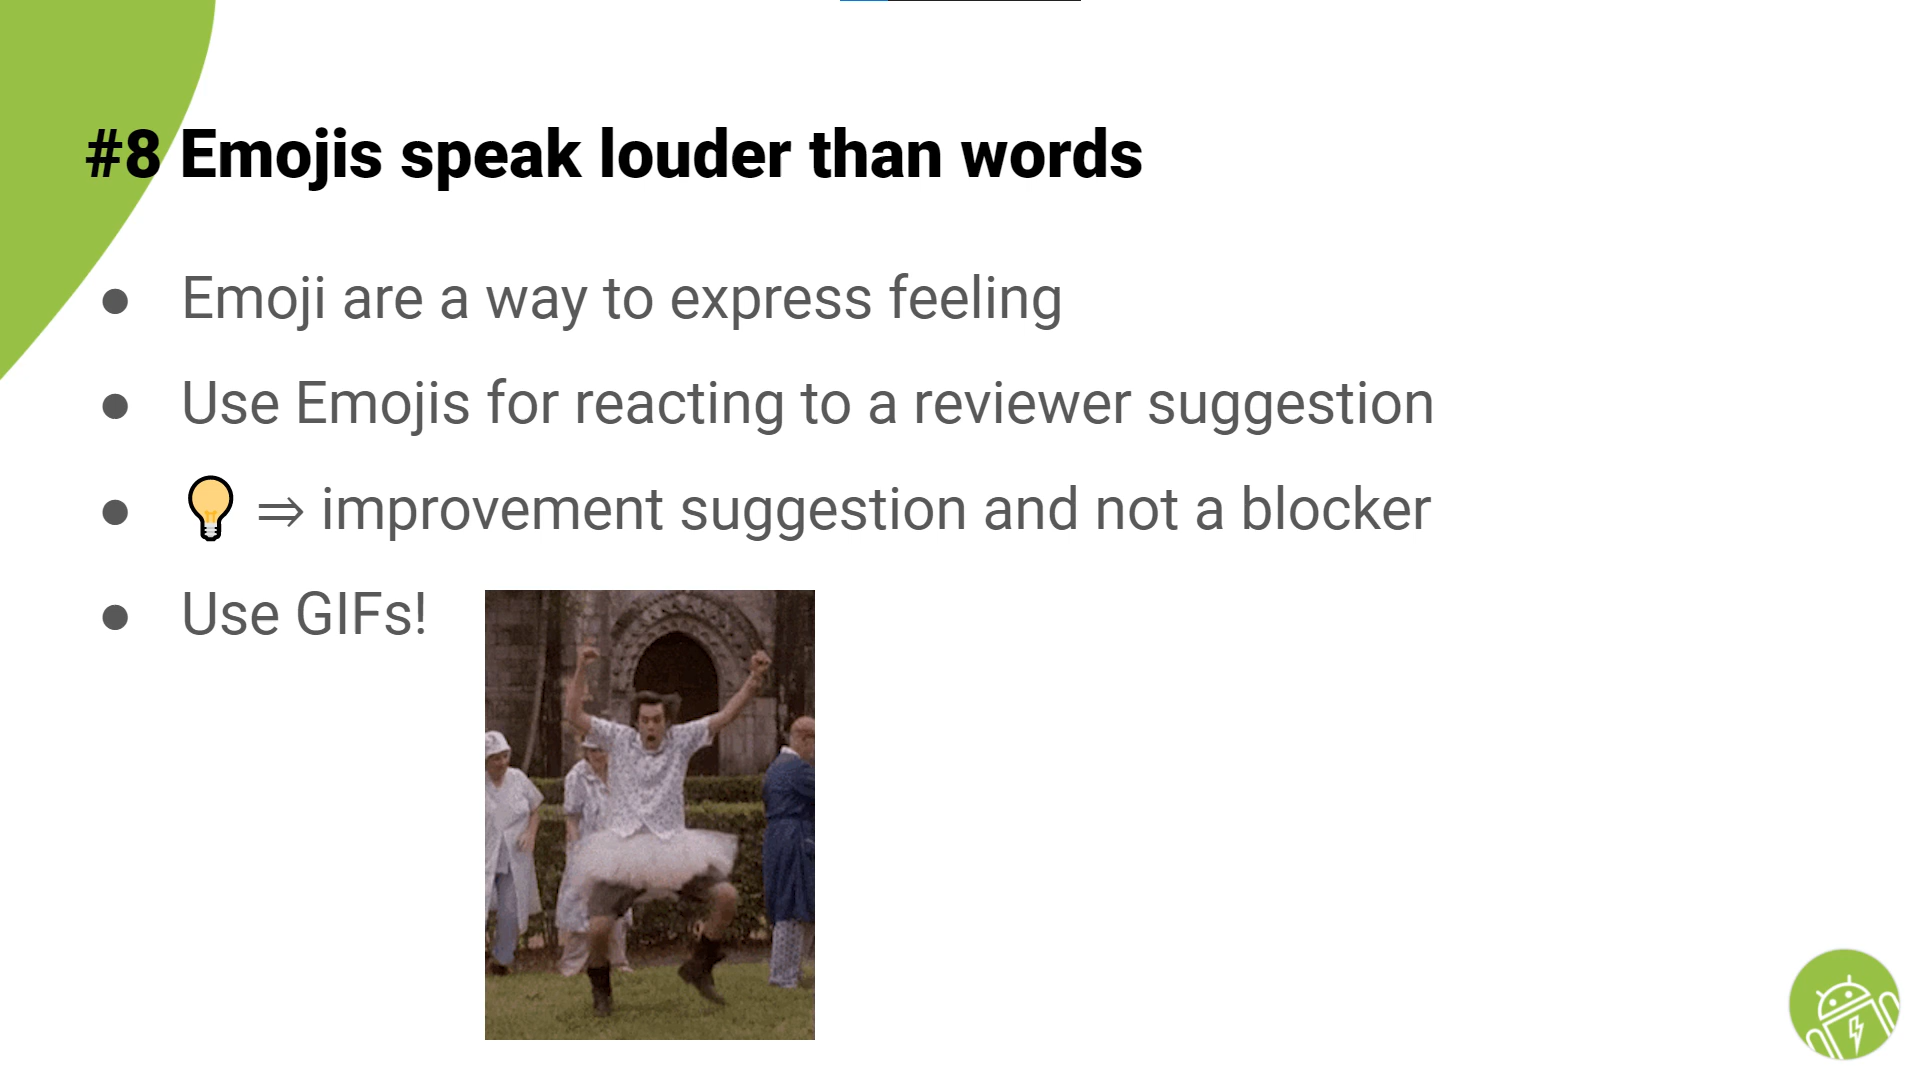 #8 Emojis speak louder than words
● Emoji are a way to express feeling
● Use Emojis for reacting to a reviewer suggestion
● 💡 ⇒ improvement suggestion and not a blocker
● Use GIFs!